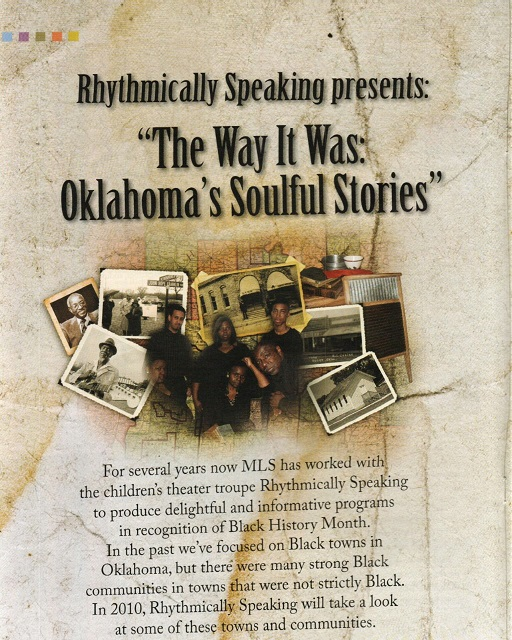 Rhythmically Speaking presents:
“The Way It Was:
Oklahoma’s Soulful Stories”
For several years now MLS has worked with
the children’s theater troupe Rhythmically Speaking
to produce delightful and informative programs
in recognition of Black History Month.
In the past we’ve focused on Black towns in
Oklahoma, but there were many strong Black
communities in towns that were not strictly Black.
In 2010, Rhythmically Speaking will take a look
at some of these towns and communities.